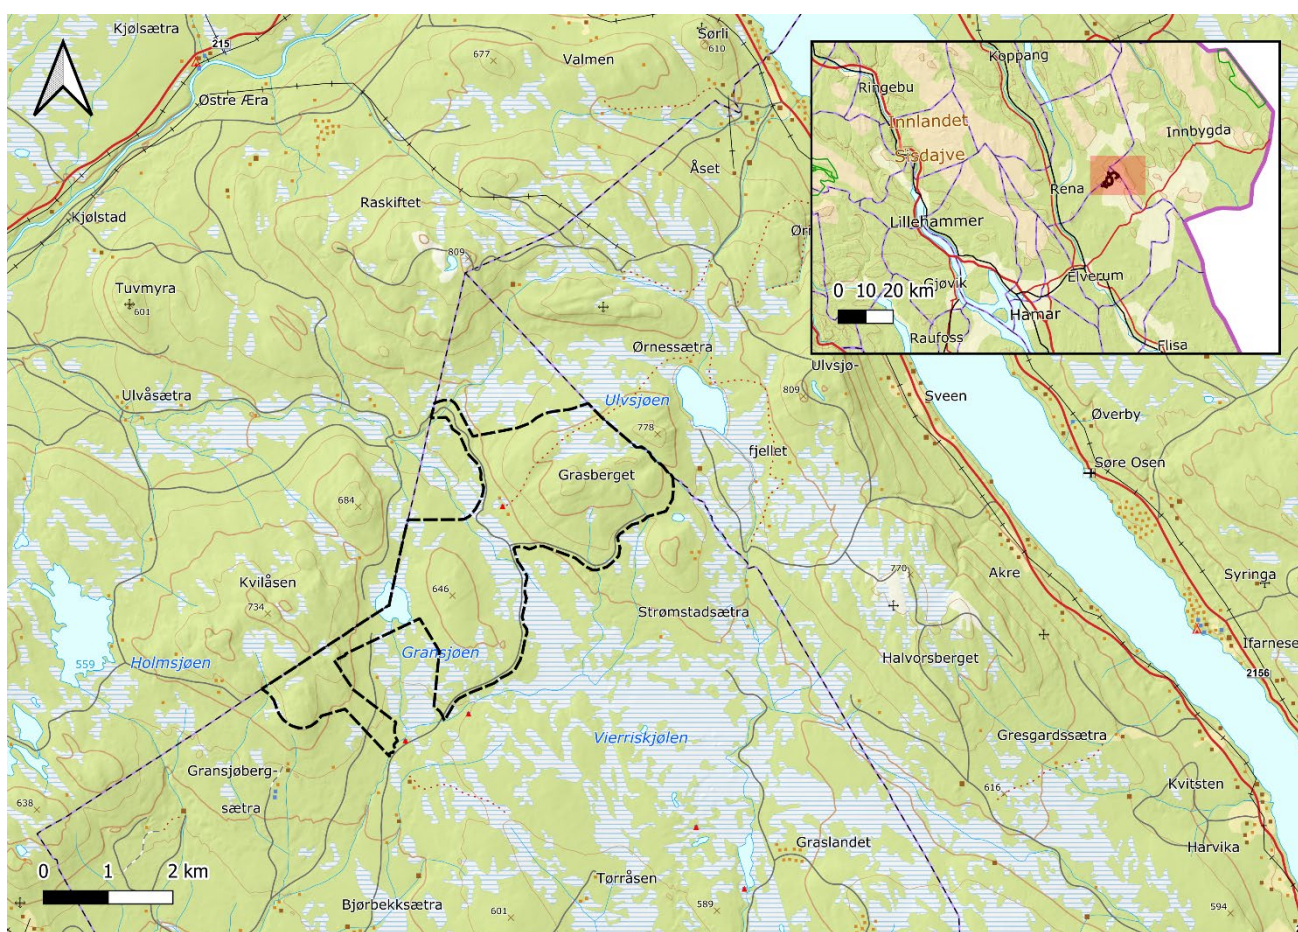 Kjølsætra
215
Sørli
610
677
Valmen
Østre Æra
Åset
Kjølstad
Raskiftet
809
Tuvmyra
601
Ørnessætra
Ulvsjø-
Ulvåsætra
Ulvsjøen
809
Sveen
Øverby
778
fjellet
Søre Osen
Grasberget
684
Kvilåsen
646
734
770
Akre
Syringa
Strømstadsætra
559
Holmsjøen
Gransjøen
Halvorsberget
Ifarnese
2156
Vierriskjølen
Gresgardssætra
Gransjøberg-
sætra
Kvitsten
616
638
Graslandet
Harvika
0 1 2 km
Tørråsen
Bjørbekksætra
601
589
594
Koppang
Ringebu
Innlandet
Innbygda
Sisdajve
Rena
Lillehammer
Elverum
Gjøvik
0 10 20 km
Hamar
Raufoss
Flisa